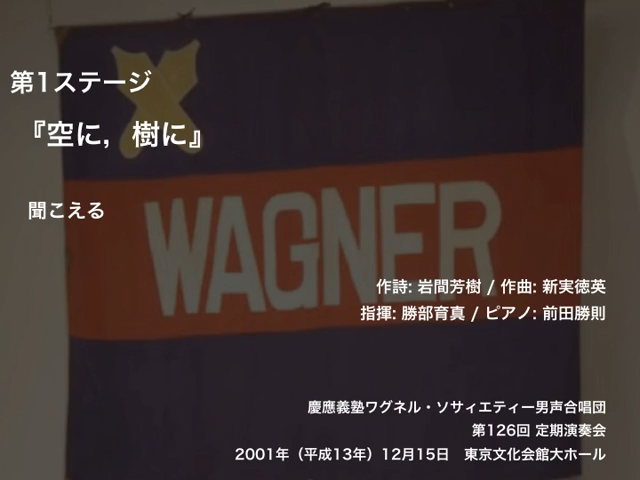 第1ステージ
『空に，樹に』
聞こえる
WAGNER
作詩: 岩間芳樹 / 作曲: 新実徳英
指揮: 勝部育真 / ピアノ: 前田勝則
慶應義塾ワグネル・ソサィエティー男声合唱団
第126回 定期演奏会
2001年（平成13年）12月15日　東京文化会館大ホール